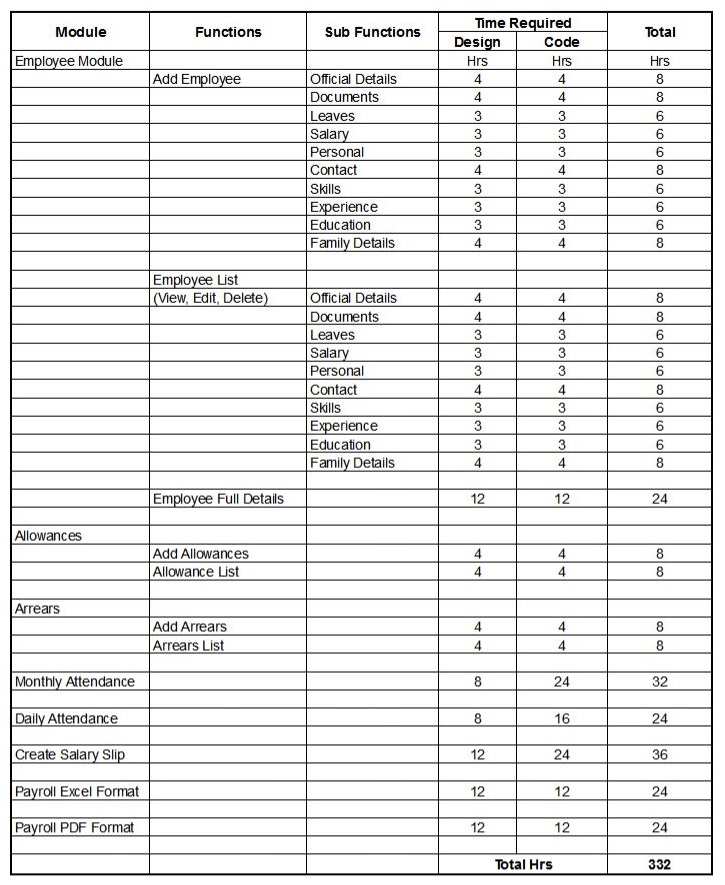 Module Functions Sub Functions Time Required Total
Design Code
Employee Module Hrs Hrs Hrs
Add Employee Official Details 4 4 8
Documents 4 4 8
Leaves 3 3 6
Salary 3 3 6
Personal 3 3 6
Contact 4 4 8
Skills 3 3 6
Experience 3 3 6
Education 3 3 6
Family Details 4 4 8
Employee List
(View, Edit, Delete) Official Details 4 4 8
Documents 4 4 8
Leaves 3 3 6
Salary 3 3 6
Personal 3 3 6
Contact 4 4 8
Skills 3 3 6
Experience 3 3 6
Education 3 3 6
Family Details 4 4 8
Employee Full Details 12 12 24
Allowances
Add Allowances 4 4 8
Allowance List 4 4 8
Arrears
Add Arrears 4 4 8
Arrears List 4 4 8
Monthly Attendance 8 24 32
Daily Attendance 8 16 24
Create Salary Slip 12 24 36
Payroll Excel Format 12 12 24
Payroll PDF Format 12 12 24
Total Hrs 332